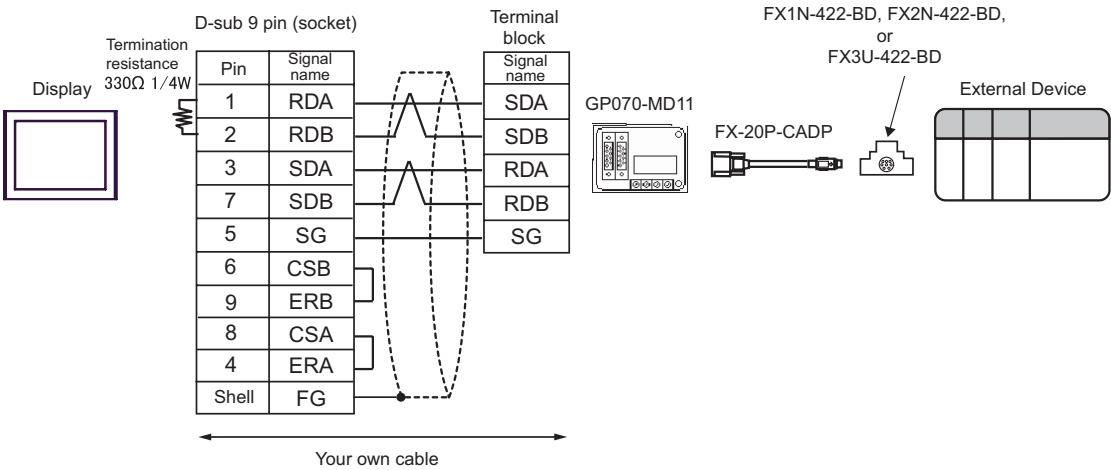 D-sub 9 pin (socket)
Terminal
block
FX1N-422-BD, FX2N-422-BD,
or
FX3U-422-BD
Termination
resistance
330Ω 1/4W
Display
Pin Signal name
Signal name
1 RDA SDA
2 RDB SDB
3 SDA RDA
7 SDB RDB
5 SG SG
6 CSB
9 ERB
8 CSA
4 ERA
Shell FG
GP070-MD11
FX-20P-CADP
External Device
Your own cable